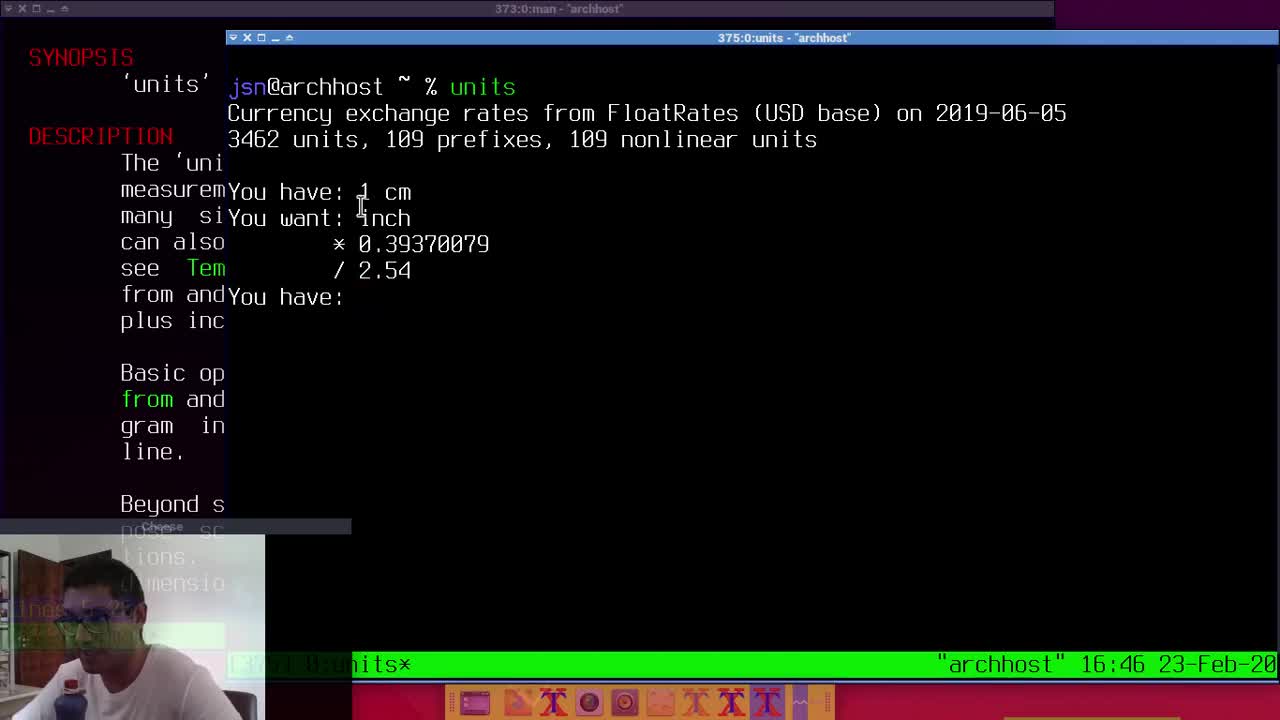 373:0:man - "archhost"
375:0:units - "archhost"
SYNOPSIS
'units'
DESCRIPTION
The 'uni
measurem
many si
can also
see Tem
from and
plus inc
Basic op
from and
gram in
line.
Beyond s
pose, sc
tions.
dimensio
jsn@archhost ~ % units
Currency exchange rates from FloatRates (USD base) on 2019-06-05
3462 units, 109 prefixes, 109 nonlinear units
You have: 1 cm
You want: inch
* 0.39370079
/ 2.54
You have:
Cheese
0:units*
"archhost" 16:46 23-Feb-20